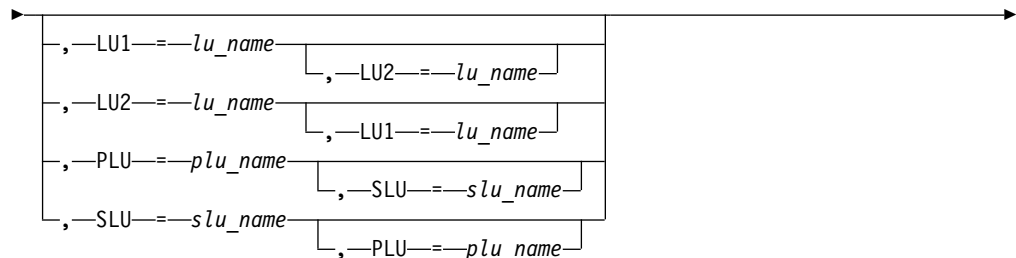 , LU1 = lu_name
, LU2 = lu_name
, LU2 = lu_name
, LU1 = lu_name
, PLU = plu_name
, SLU = slu_name
, SLU = slu_name
, PLU = plu_name